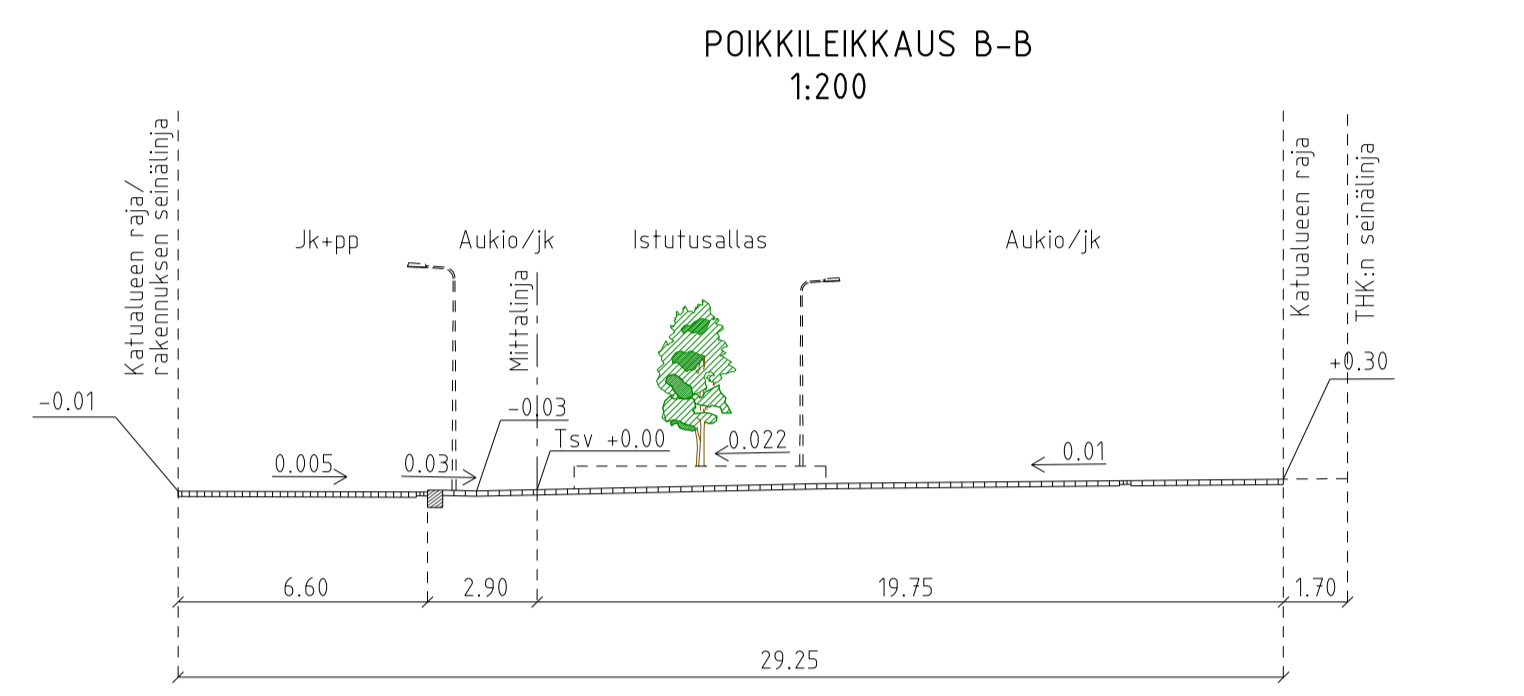 POIKKILEIKKAUS B-B
1:200
Katualueen raja/
rakennuksen seinälinja
Jk+pp
Aukio/jk
Mittalinja
Istutusallas
Aukio/jk
Katualueen raja
THK:n seinälinja
-0.01
-0.03
+0.30
Tsv +0.00
0.005
0.03
0.022
0.01
6.60
2.90
19.75
1.70
29.25